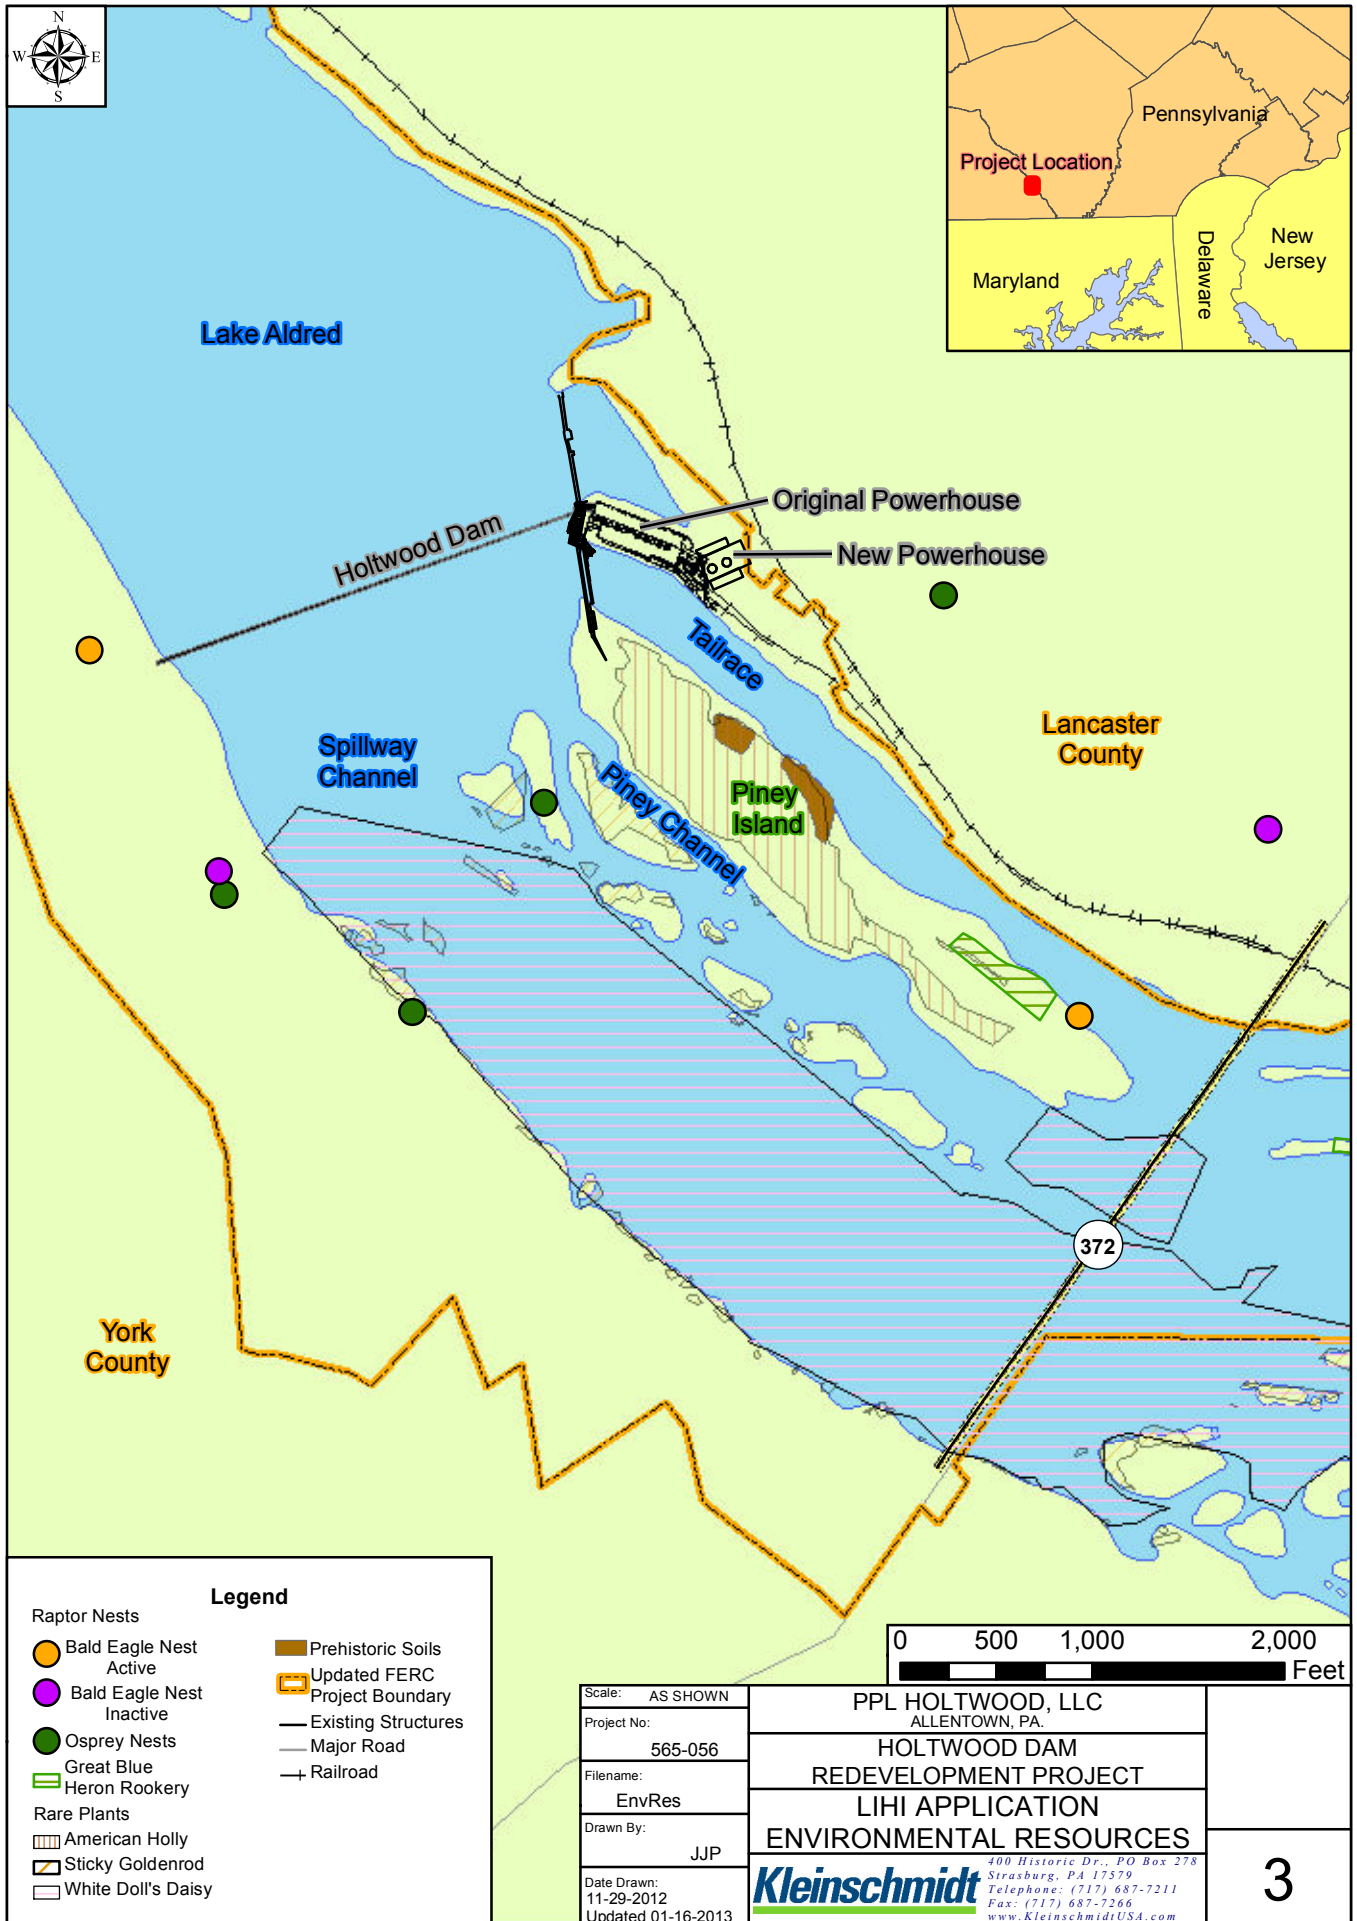 N
W
E
S
Pennsylvania
Project Location
Maryland
Delaware
New
Jersey
Lake Aldred
Holtwood Dam
Original Powerhouse
New Powerhouse
Tailrace
Lancaster
County
Spillway
Channel
Piney Channel
Piney
Island
372
York
County
Legend
Raptor Nests
Bald Eagle Nest
Active
Bald Eagle Nest
Inactive
Osprey Nests
Great Blue
Heron Rookery
Rare Plants
American Holly
Sticky Goldenrod
White Doll's Daisy
Prehistoric Soils
Updated FERC
Project Boundary
Existing Structures
Major Road
Railroad
0 500 1,000 2,000
Feet
Scale: AS SHOWN
Project No:
565-056
Filename:
EnvRes
Drawn By:
JJP
Date Drawn:
11-29-2012
Updated 01-16-2013
PPL HOLTWOOD, LLC
ALLENTOWN, PA.
HOLTWOOD DAM
REDEVELOPMENT PROJECT
LIHI APPLICATION
ENVIRONMENTAL RESOURCES
Kleinschmidt
400 Historic Dr., PO Box 278
Strasburg, PA 17579
Telephone: (717) 687-7211
Fax: (717) 687-7266
www.KleinschmidtUSA.com
3